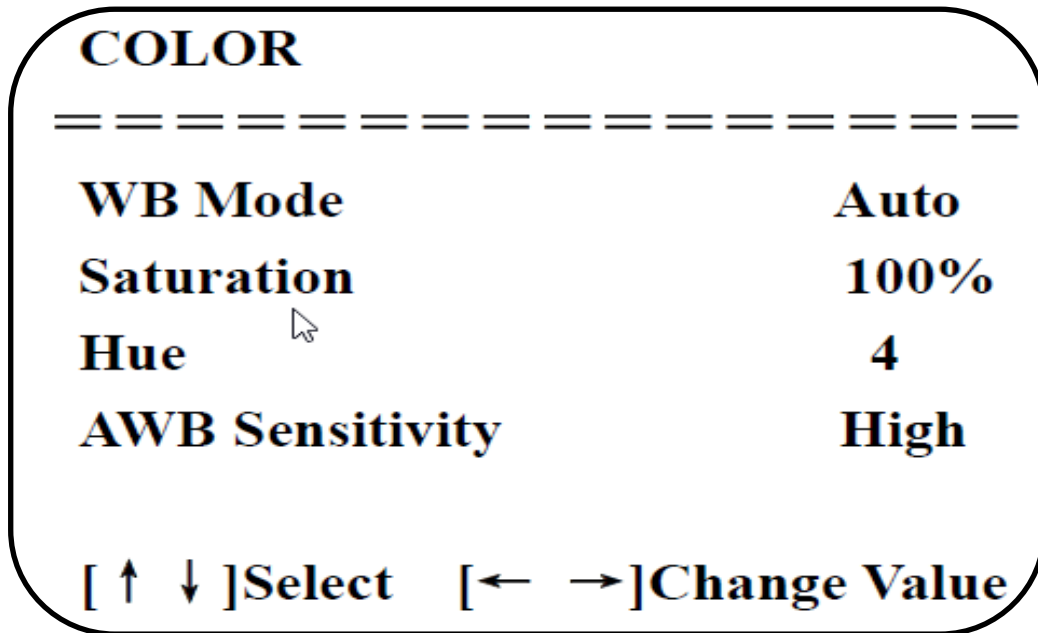 COLOR
=================
WB Mode Auto
Saturation 100%
Hue 4
AWB Sensitivity High
[ ↑ ↓ ]Select [← →]Change Value